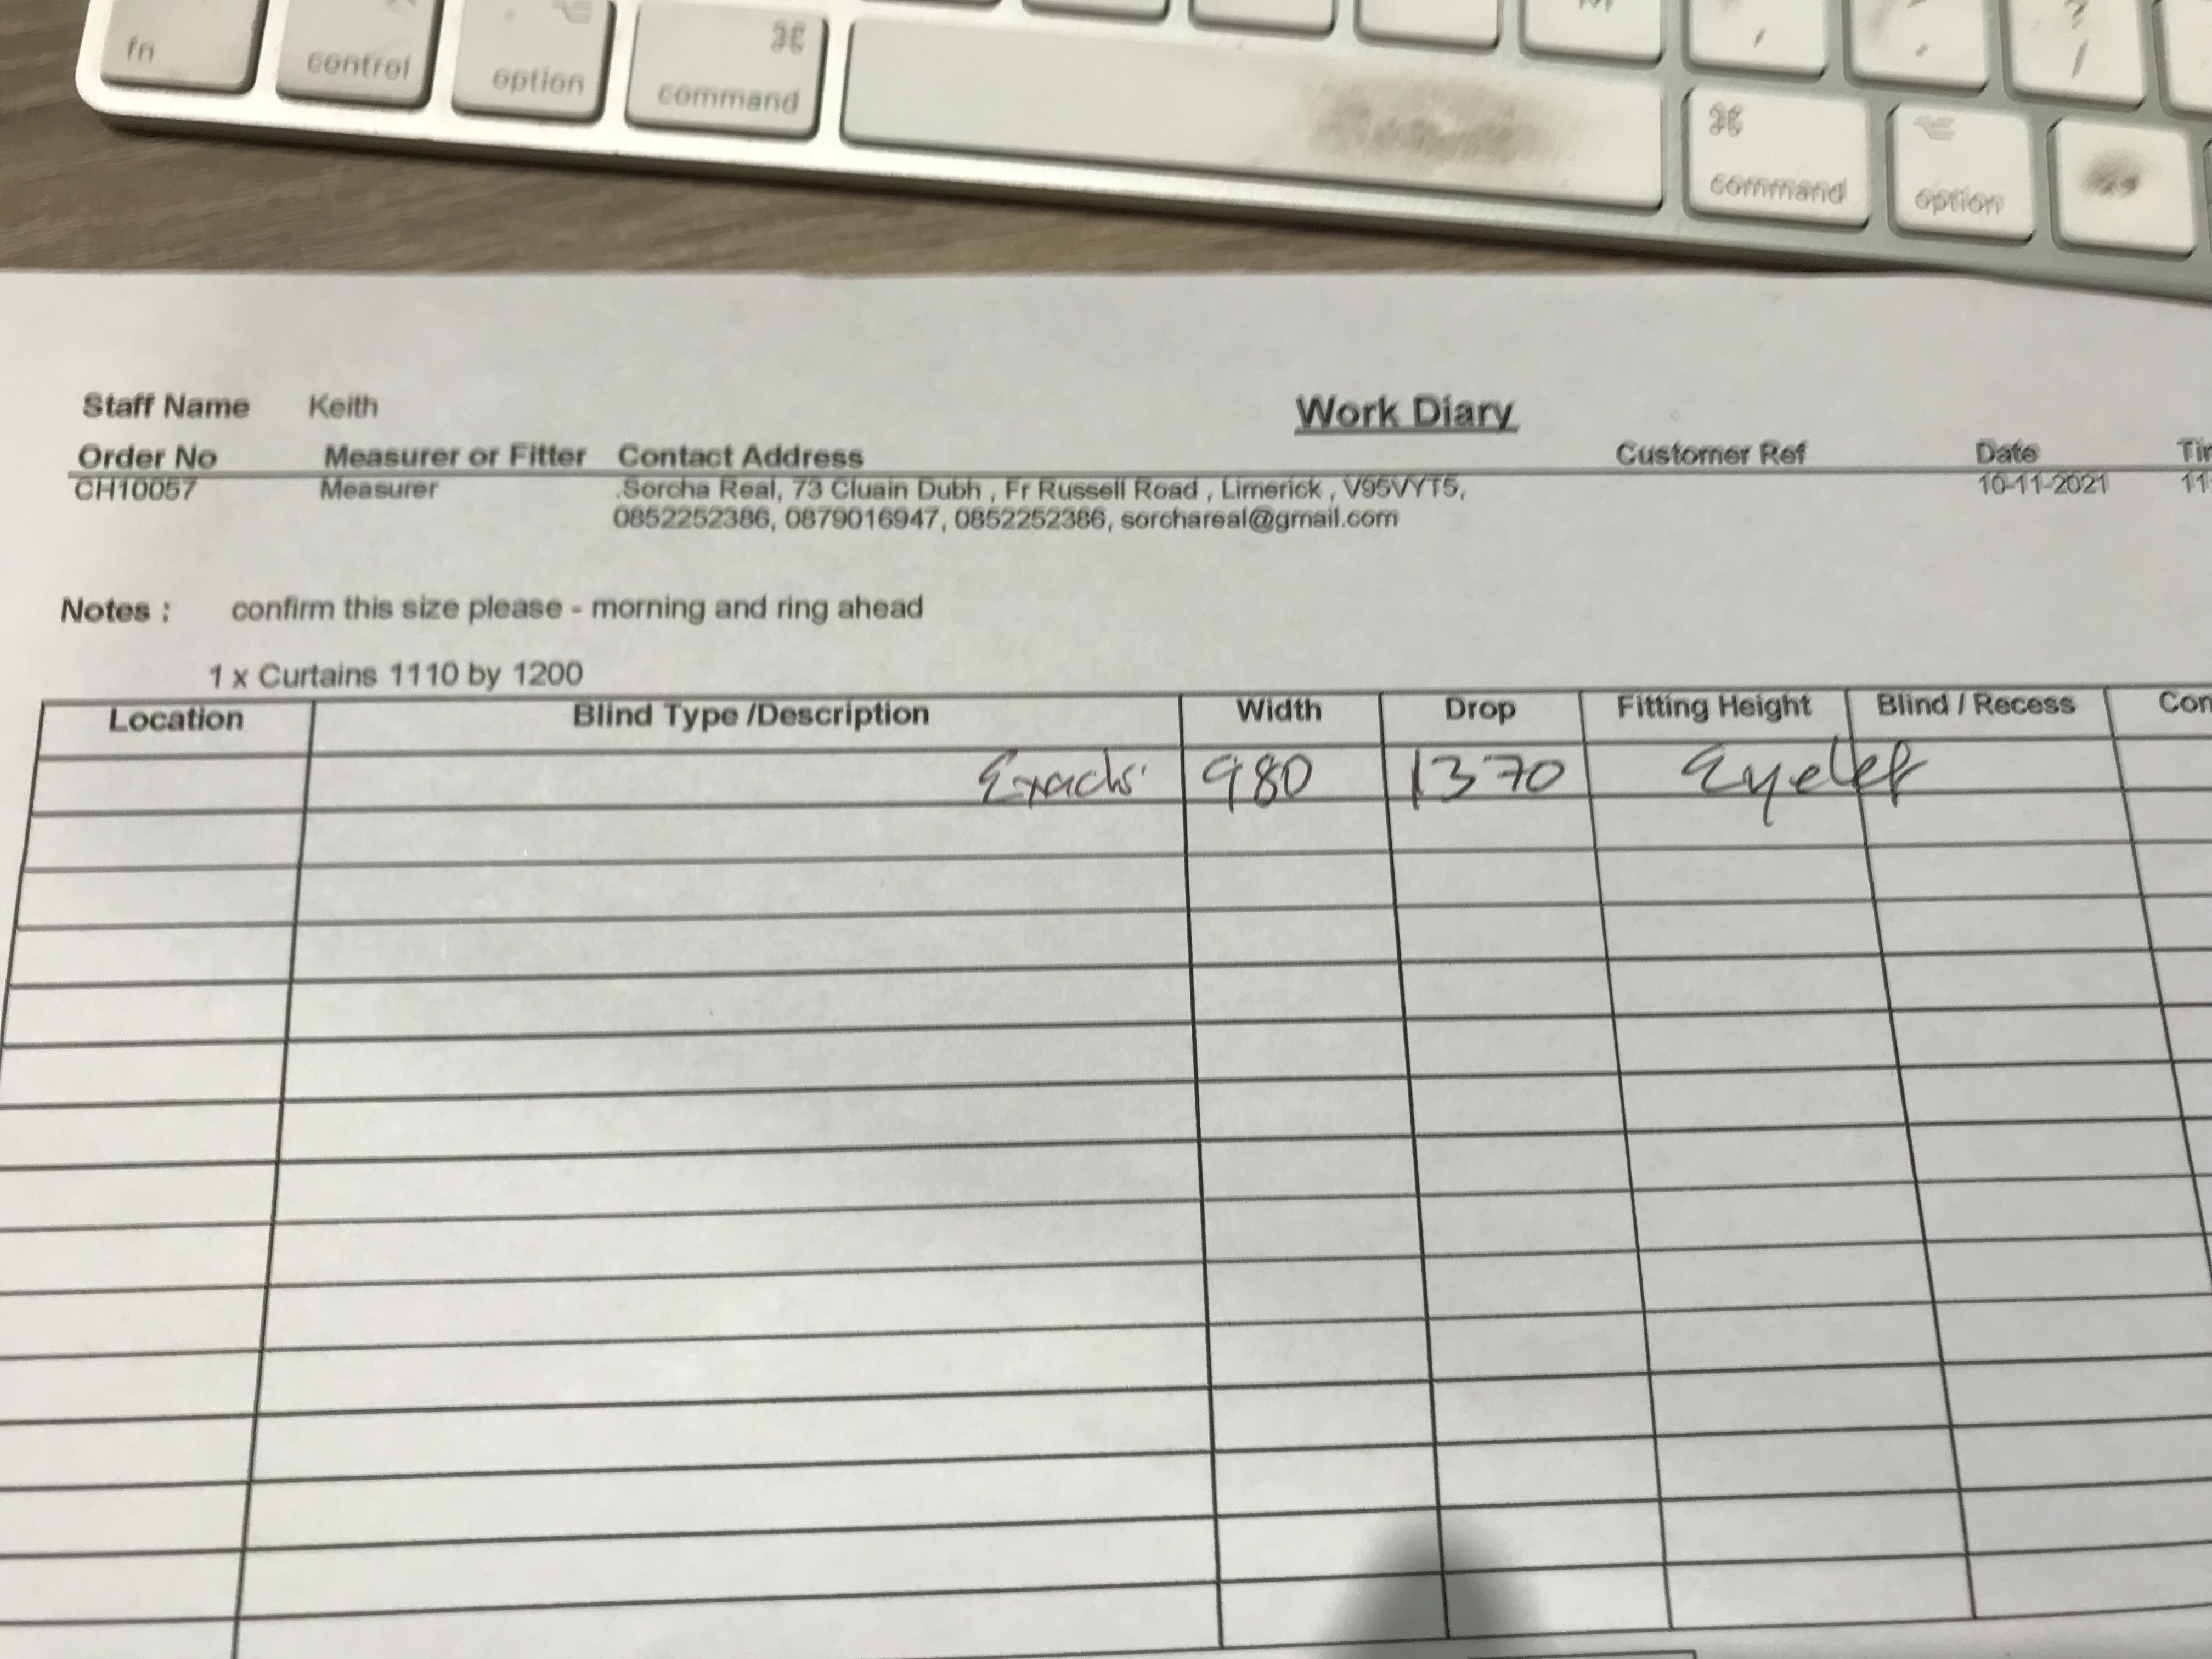 fn control option ⌘ command ⌘ command option
, . ? /
Staff Name Keith Work Diary
Order No Measurer or Fitter Contact Address Customer Ref Date
CH10057 Measurer .Sorcha Real, 73 Cluain Dubh , Fr Russell Road , Limerick , V95VYT5, 10-11-2021 11
0852252386, 0879016947, 0852252386, sorchareal@gmail.com
Notes : confirm this size please - morning and ring ahead
1 x Curtains 1110 by 1200
Location Blind Type /Description Width Drop Fitting Height Blind / Recess
980 1370 Eyelet